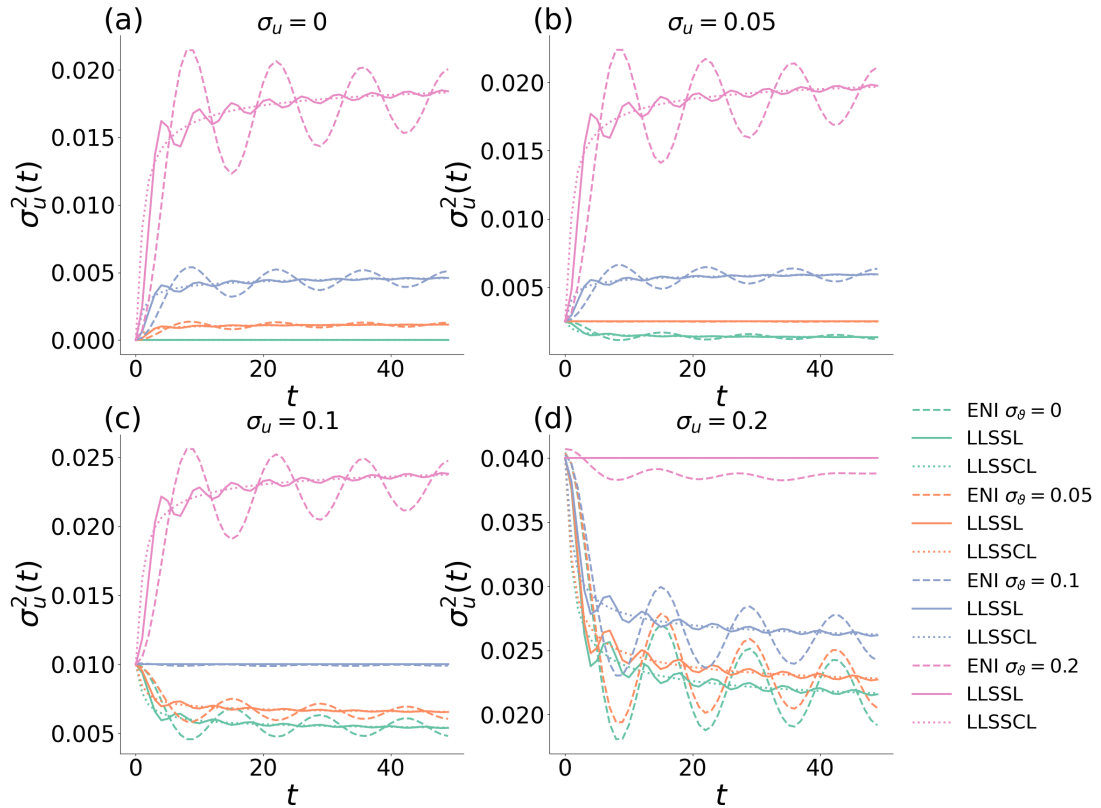 (a)
σ_u = 0
0.020
0.015
0.010
0.005
0.000
σ_u^2(t)
0
20
40
t
(b)
σ_u = 0.05
0.020
0.015
0.010
0.005
σ_u^2(t)
0
20
40
t
(c)
σ_u = 0.1
0.025
0.020
0.015
0.010
0.005
σ_u^2(t)
0
20
40
t
(d)
σ_u = 0.2
0.040
0.035
0.030
0.025
0.020
σ_u^2(t)
0
20
40
t
ENI σ_ϑ = 0
LLSSL
LLSSCL
ENI σ_ϑ = 0.05
LLSSL
LLSSCL
ENI σ_ϑ = 0.1
LLSSL
LLSSCL
ENI σ_ϑ = 0.2
LLSSL
LLSSCL